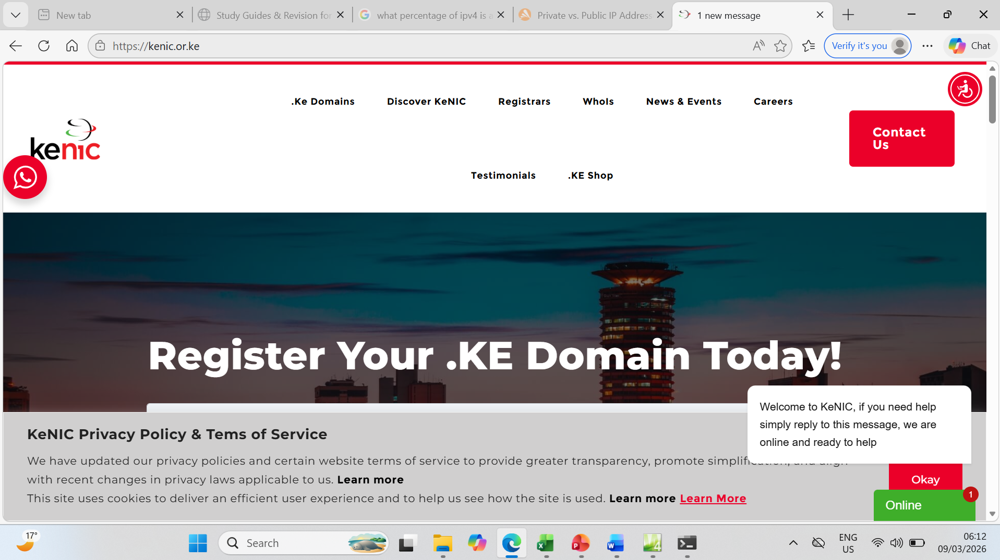 New tab
Study Guides & Revision for
what percentage of ipv4 is a
Private vs. Public IP Address
1 new message
https://kenic.or.ke
Verify it's you
Chat
.Ke Domains
Discover KeNIC
Registrars
WhoIs
News & Events
Careers
kenic
Contact
Us
Testimonials
.KE Shop
Register Your .KE Domain Today!
Welcome to KeNIC, if you need help
simply reply to this message, we are
online and ready to help
KeNIC Privacy Policy & Tems of Service
We have updated our privacy policies and certain website terms of service to provide greater transparency, promote simplification, and align
with recent changes in privacy laws applicable to us. Learn more
This site uses cookies to deliver an efficient user experience and to help us see how the site is used. Learn more Learn More
Okay
1
Online
17°
Search
ENG
US
06:12
09/03/2026